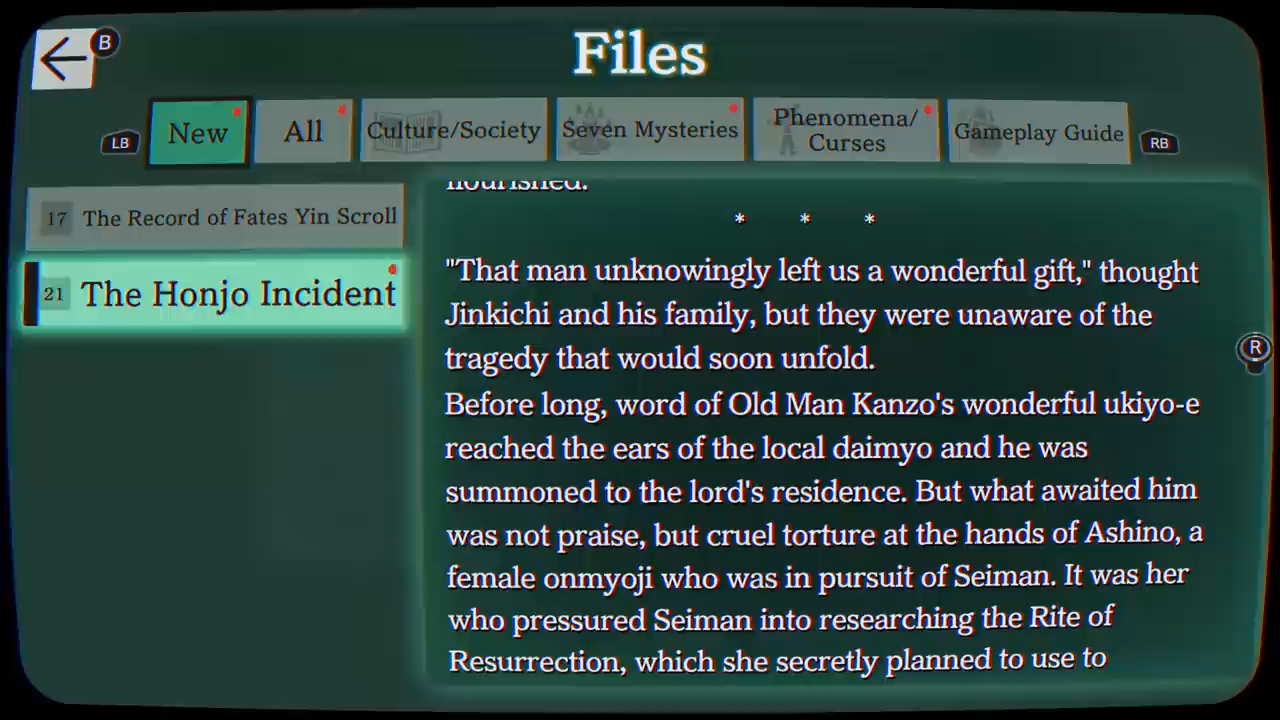 B
Files
LB
New
All
Culture/Society
Seven Mysteries
Phenomena/
Curses
Gameplay Guide
RB
17 The Record of Fates Yin Scroll
21 The Honjo Incident
nourished.
* * *
"That man unknowingly left us a wonderful gift," thought
Jinkichi and his family, but they were unaware of the
tragedy that would soon unfold.
Before long, word of Old Man Kanzo's wonderful ukiyo-e
reached the ears of the local daimyo and he was
summoned to the lord's residence. But what awaited him
was not praise, but cruel torture at the hands of Ashino, a
female onmyoji who was in pursuit of Seiman. It was her
who pressured Seiman into researching the Rite of
Resurrection, which she secretly planned to use to
R